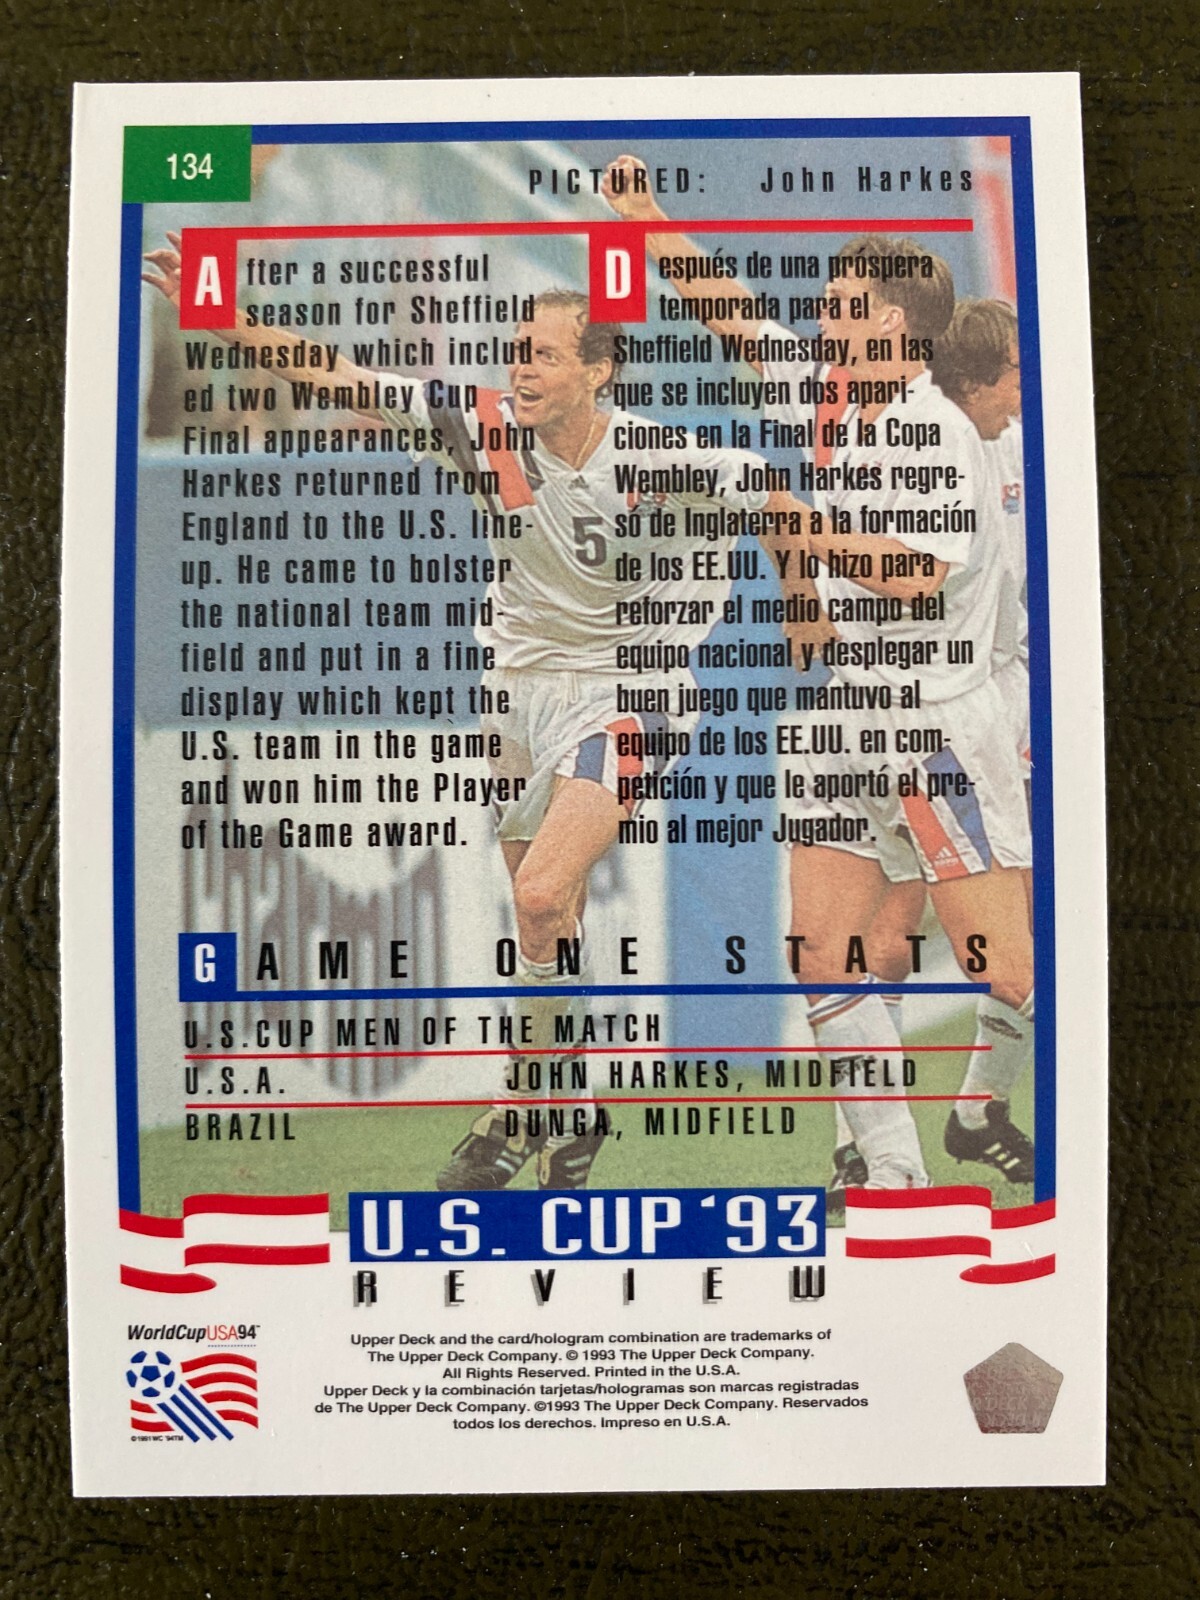 134
PICTURED: John Harkes
After a successful
season for Sheffield
Wednesday which includ-
ed two Wembley Cup
Final appearances, John
Harkes returned from
England to the U.S. line-
up. He came to bolster
the national team mid-
field and put in a fine
display which kept the
U.S. team in the game
and won him the Player
of the Game award.
Después de una próspera
temporada para el
Sheffield Wednesday, en las
que se incluyen dos apari-
ciones en la Final de la Copa
Wembley, John Harkes regre-
só de Inglaterra a la formación
de los EE.UU. Y lo hizo para
reforzar el medio campo del
equipo nacional y desplegar un
buen juego que mantuvo al
equipo de los EE.UU. en com-
petición y que le aportó el pre-
mio al mejor Jugador.
5
GAME ONE STATS
U.S.CUP MEN OF THE MATCH
U.S.A. JOHN HARKES, MIDFIELD
BRAZIL DUNGA, MIDFIELD
U.S. CUP '93
REVIEW
WorldCupUSA94™
©1991 WC '94TM
Upper Deck and the card/hologram combination are trademarks of
The Upper Deck Company. © 1993 The Upper Deck Company.
All Rights Reserved. Printed in the U.S.A.
Upper Deck y la combinación tarjetas/hologramas son marcas registradas
de The Upper Deck Company. ©1993 The Upper Deck Company. Reservados
todos los derechos. Impreso en U.S.A.
DECK